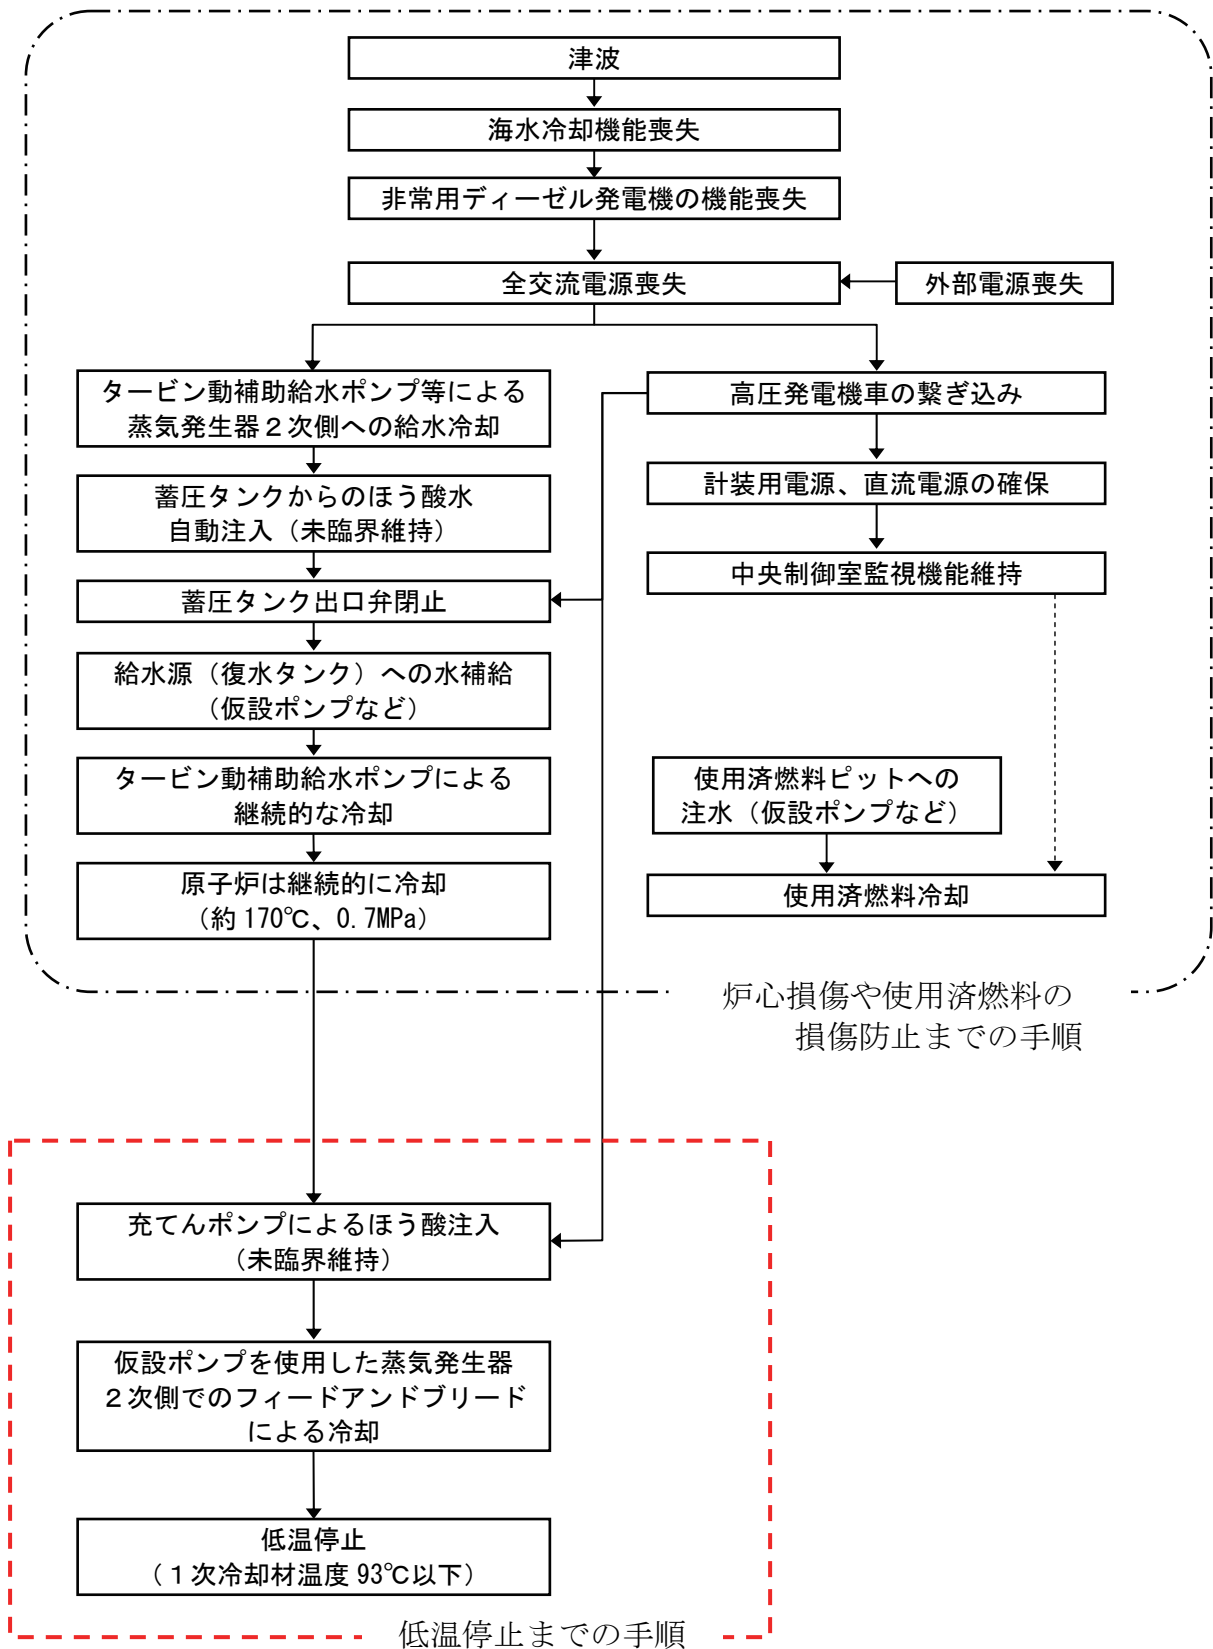 津波
海水冷却機能喪失
非常用ディーゼル発電機の機能喪失
全交流電源喪失
外部電源喪失
タービン動補助給水ポンプ等による
蒸気発生器２次側への給水冷却
蓄圧タンクからのほう酸水
自動注入（未臨界維持）
蓄圧タンク出口弁閉止
給水源（復水タンク）への水補給
（仮設ポンプなど）
タービン動補助給水ポンプによる
継続的な冷却
原子炉は継続的に冷却
（約 170℃、0.7MPa）
高圧発電機車の繋ぎ込み
計装用電源、直流電源の確保
中央制御室監視機能維持
使用済燃料ピットへの
注水（仮設ポンプなど）
使用済燃料冷却
炉心損傷や使用済燃料の
損傷防止までの手順
充てんポンプによるほう酸注入
（未臨界維持）
仮設ポンプを使用した蒸気発生器
２次側でのフィードアンドブリード
による冷却
低温停止
（１次冷却材温度 93℃以下）
低温停止までの手順